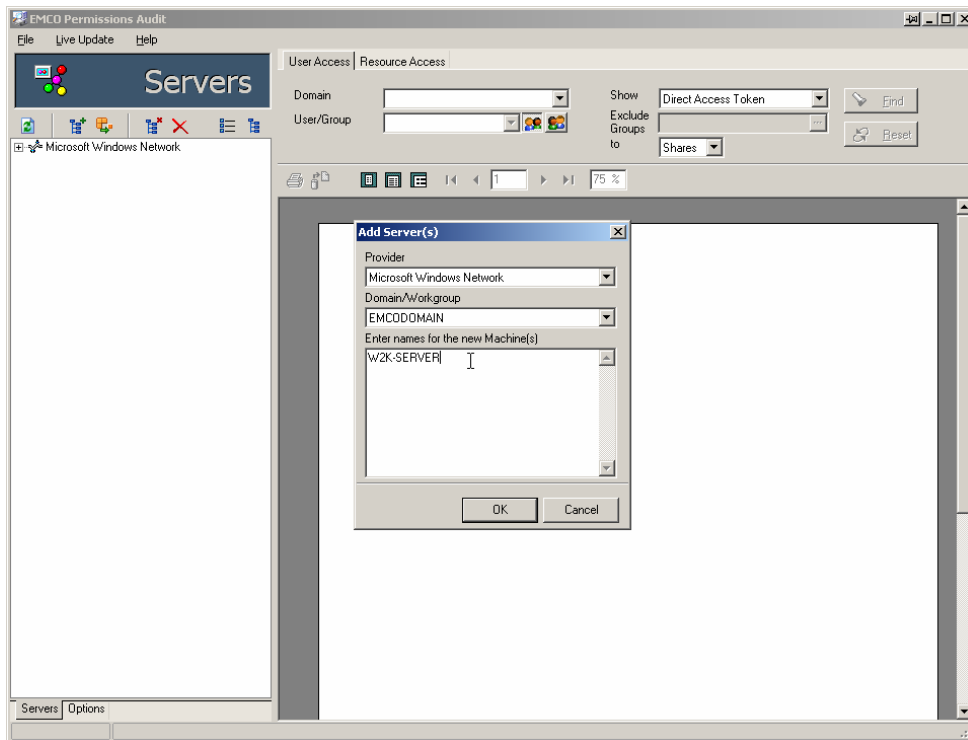 EMCO Permissions Audit
File Live Update Help
Servers
Microsoft Windows Network
Servers Options
User Access Resource Access
Domain
User/Group
Show Direct Access Token
Exclude Groups
to Shares
Find
Reset
1 75 %
Add Server(s)
Provider
Microsoft Windows Network
Domain/Workgroup
EMCODOMAIN
Enter names for the new Machine(s)
W2K-SERVER
OK Cancel